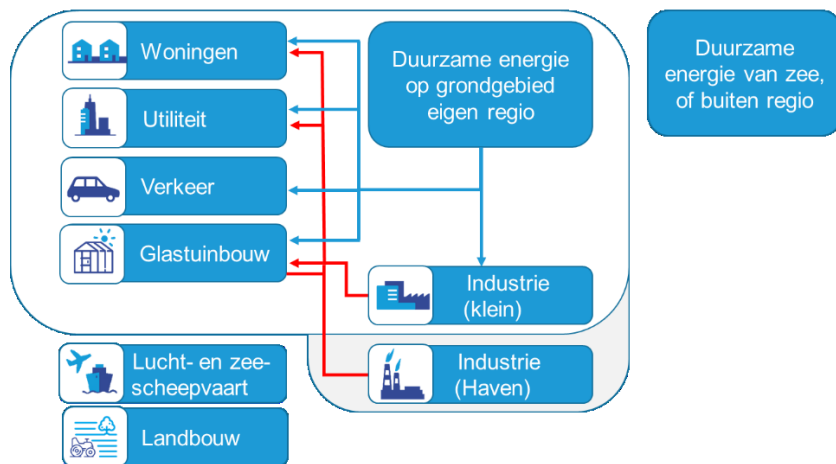 Woningen
Utiliteit
Verkeer
Glastuinbouw
Duurzame energie
op grondgebied
eigen regio
Duurzame
energie van zee,
of buiten regio
Industrie
(klein)
Industrie
(Haven)
Lucht- en zee-
scheepvaart
Landbouw